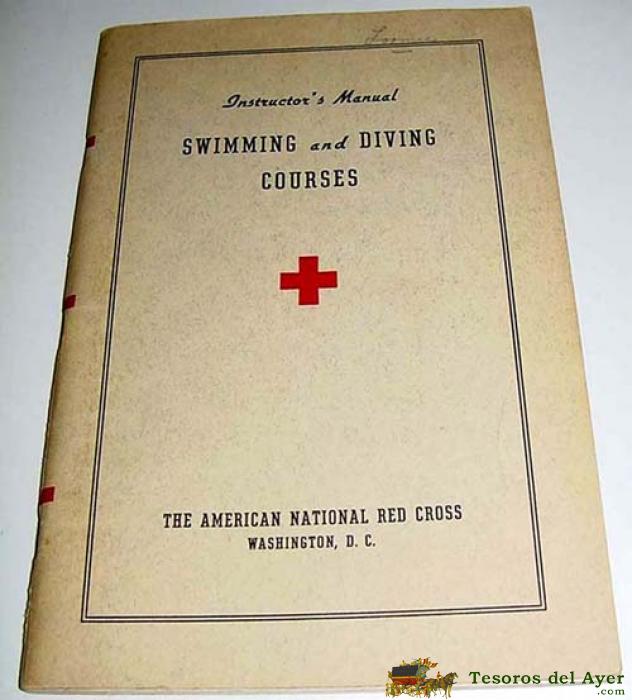 Instructor's Manual
SWIMMING and DIVING
COURSES
THE AMERICAN NATIONAL RED CROSS
WASHINGTON, D. C.
Tesoros del Ayer
.com